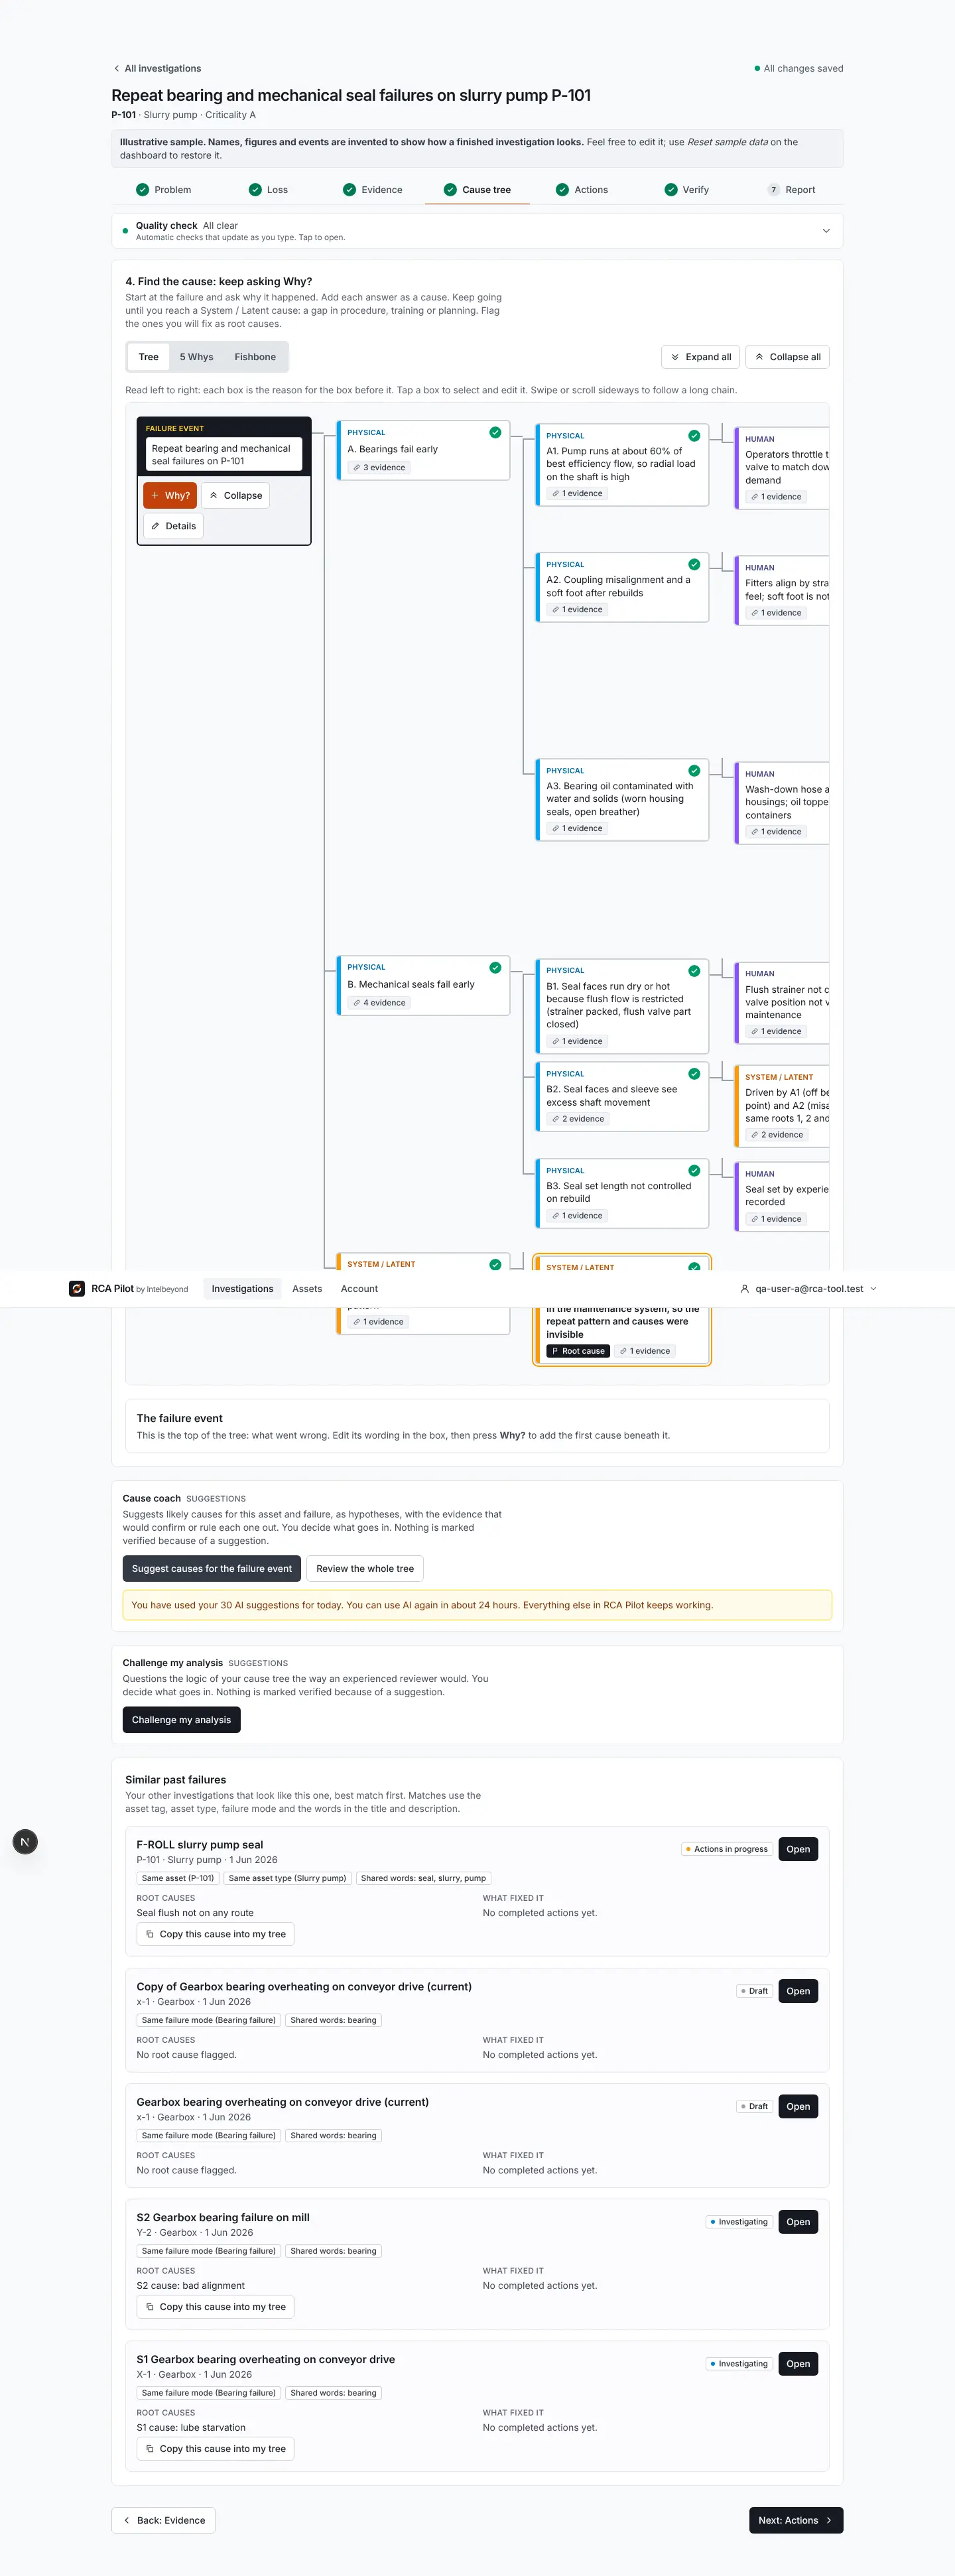 All investigations
All changes saved
Repeat bearing and mechanical seal failures on slurry pump P-101
P-101 · Slurry pump · Criticality A
Illustrative sample. Names, figures and events are invented to show how a finished investigation looks. Feel free to edit it; use Reset sample data on the
dashboard to restore it.
Problem
Loss
Evidence
Cause tree
Actions
Verify
7 Report
Quality check All clear
Automatic checks that update as you type. Tap to open.
4. Find the cause: keep asking Why?
Start at the failure and ask why it happened. Add each answer as a cause. Keep going
until you reach a System / Latent cause: a gap in procedure, training or planning. Flag
the ones you will fix as root causes.
Tree
5 Whys
Fishbone
Expand all
Collapse all
Read left to right: each box is the reason for the box before it. Tap a box to select and edit it. Swipe or scroll sideways to follow a long chain.
FAILURE EVENT
Repeat bearing and mechanical
seal failures on P-101
+ Why?
Collapse
Details
PHYSICAL
A. Bearings fail early
3 evidence
PHYSICAL
A1. Pump runs at about 60% of
best efficiency flow, so radial load
on the shaft is high
1 evidence
HUMAN
Operators throttle t
valve to match dow
demand
1 evidence
PHYSICAL
A2. Coupling misalignment and a
soft foot after rebuilds
1 evidence
HUMAN
Fitters align by stra
feel; soft foot is not
1 evidence
PHYSICAL
A3. Bearing oil contaminated with
water and solids (worn housing
seals, open breather)
1 evidence
HUMAN
Wash-down hose a
housings; oil toppe
containers
1 evidence
PHYSICAL
B. Mechanical seals fail early
4 evidence
PHYSICAL
B1. Seal faces run dry or hot
because flush flow is restricted
(strainer packed, flush valve part
closed)
1 evidence
HUMAN
Flush strainer not c
valve position not v
maintenance
1 evidence
PHYSICAL
B2. Seal faces and sleeve see
excess shaft movement
2 evidence
SYSTEM / LATENT
Driven by A1 (off be
point) and A2 (misa
same roots 1, 2 and
2 evidence
PHYSICAL
B3. Seal set length not controlled
on rebuild
1 evidence
HUMAN
Seal set by experie
recorded
1 evidence
SYSTEM / LATENT
SYSTEM / LATENT
RCA Pilot by Intelbeyond
Investigations
Assets
Account
qa-user-a@rca-tool.test
1 evidence
in the maintenance system, so the
repeat pattern and causes were
invisible
Root cause
1 evidence
The failure event
This is the top of the tree: what went wrong. Edit its wording in the box, then press Why? to add the first cause beneath it.
Cause coach SUGGESTIONS
Suggests likely causes for this asset and failure, as hypotheses, with the evidence that
would confirm or rule each one out. You decide what goes in. Nothing is marked
verified because of a suggestion.
Suggest causes for the failure event
Review the whole tree
You have used your 30 AI suggestions for today. You can use AI again in about 24 hours. Everything else in RCA Pilot keeps working.
Challenge my analysis SUGGESTIONS
Questions the logic of your cause tree the way an experienced reviewer would. You
decide what goes in. Nothing is marked verified because of a suggestion.
Challenge my analysis
Similar past failures
Your other investigations that look like this one, best match first. Matches use the
asset tag, asset type, failure mode and the words in the title and description.
N
F-ROLL slurry pump seal
P-101 · Slurry pump · 1 Jun 2026
Actions in progress
Open
Same asset (P-101)
Same asset type (Slurry pump)
Shared words: seal, slurry, pump
ROOT CAUSES
Seal flush not on any route
Copy this cause into my tree
WHAT FIXED IT
No completed actions yet.
Copy of Gearbox bearing overheating on conveyor drive (current)
x-1 · Gearbox · 1 Jun 2026
Draft
Open
Same failure mode (Bearing failure)
Shared words: bearing
ROOT CAUSES
No root cause flagged.
WHAT FIXED IT
No completed actions yet.
Gearbox bearing overheating on conveyor drive (current)
x-1 · Gearbox · 1 Jun 2026
Draft
Open
Same failure mode (Bearing failure)
Shared words: bearing
ROOT CAUSES
No root cause flagged.
WHAT FIXED IT
No completed actions yet.
S2 Gearbox bearing failure on mill
Y-2 · Gearbox · 1 Jun 2026
Investigating
Open
Same failure mode (Bearing failure)
Shared words: bearing
ROOT CAUSES
S2 cause: bad alignment
Copy this cause into my tree
WHAT FIXED IT
No completed actions yet.
S1 Gearbox bearing overheating on conveyor drive
X-1 · Gearbox · 1 Jun 2026
Investigating
Open
Same failure mode (Bearing failure)
Shared words: bearing
ROOT CAUSES
S1 cause: lube starvation
Copy this cause into my tree
WHAT FIXED IT
No completed actions yet.
Back: Evidence
Next: Actions